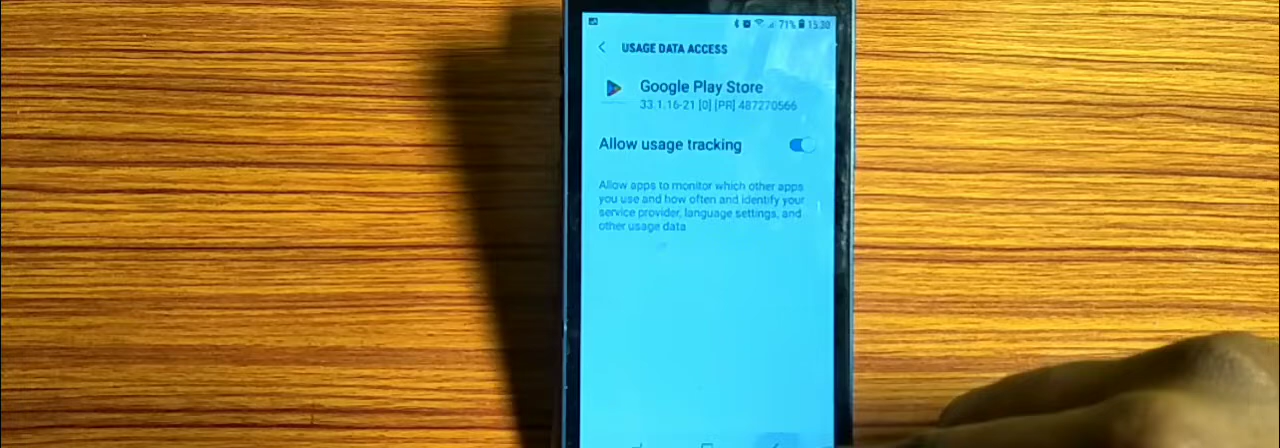 71% 15:30
USAGE DATA ACCESS
Google Play Store
33.1.16-21 [0] [PR] 487270566
Allow usage tracking
Allow apps to monitor which other apps
you use and how often and identify your
service provider, language settings, and
other usage data